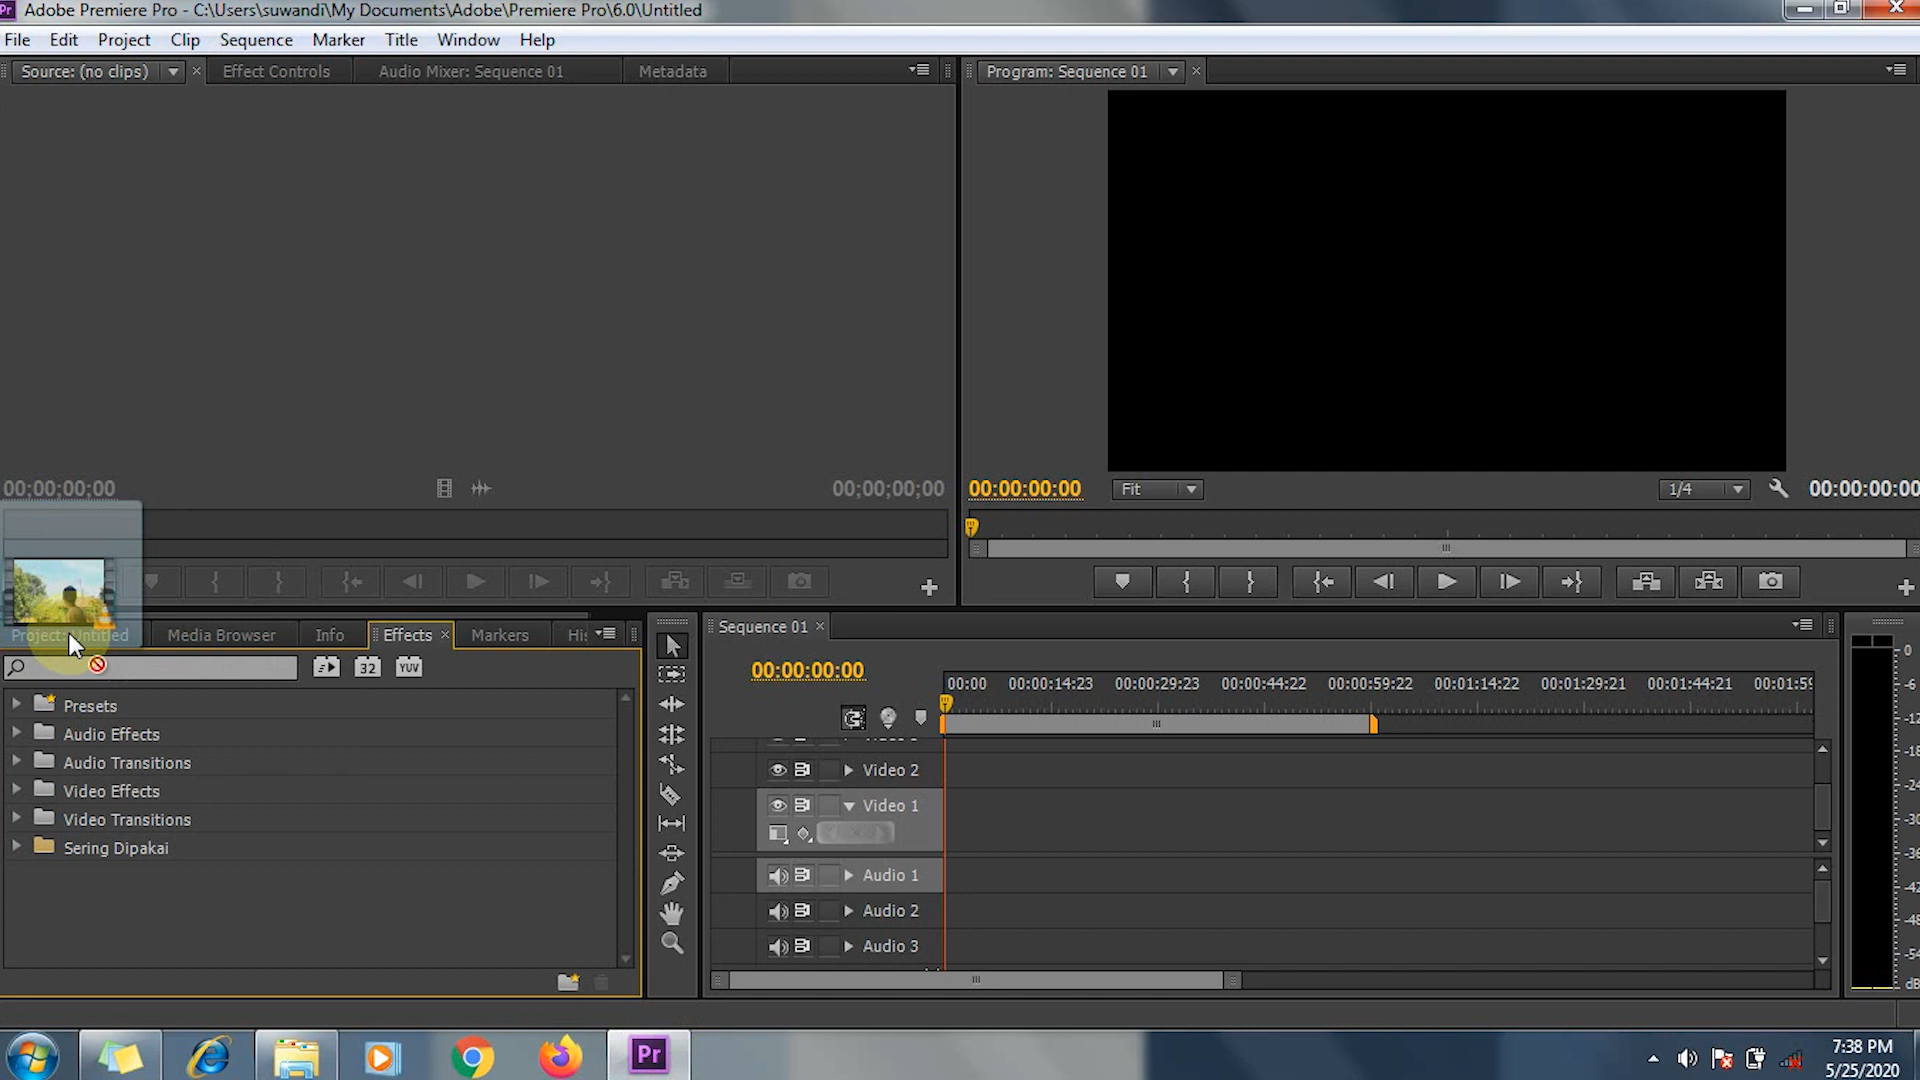 Adobe Premiere Pro - C:\Users\suwandi\My Documents\Adobe\Premiere Pro\6.0\Untitled
File Edit Project Clip Sequence Marker Title Window Help
Source: (no clips) Effect Controls Audio Mixer: Sequence 01 Metadata
Program: Sequence 01
00;00;00;00 00;00;00;00
00:00:00:00 Fit 1/4 00:00:00:00
Project: Untitled Media Browser Info Effects Markers
32 YUV
Presets
Audio Effects
Audio Transitions
Video Effects
Video Transitions
Sering Dipakai
Sequence 01
00:00:00:00
00:00 00:00:14:23 00:00:29:23 00:00:44:22 00:00:59:22 00:01:14:22 00:01:29:21 00:01:44:21
Video 2
Video 1
Audio 1
Audio 2
Audio 3
0
-6
-12
-18
-24
-30
-36
-42
-48
-54
dB
Pr
7:38 PM
5/25/2020